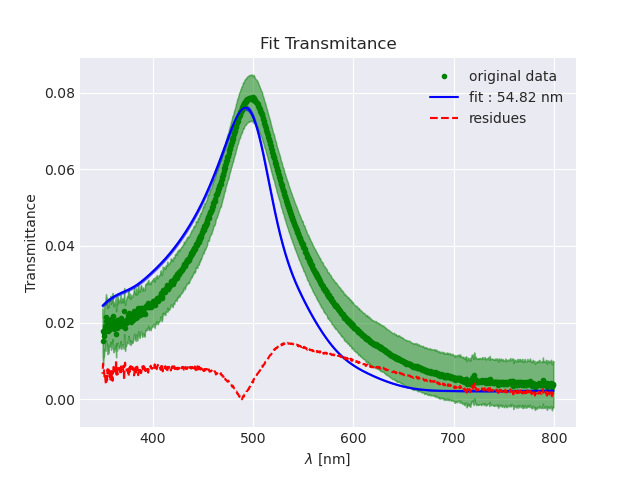 Fit Transmitance
original data
fit : 54.82 nm
residues
Transmittance
0.08
0.06
0.04
0.02
0.00
400 500 600 700 800
λ [nm]